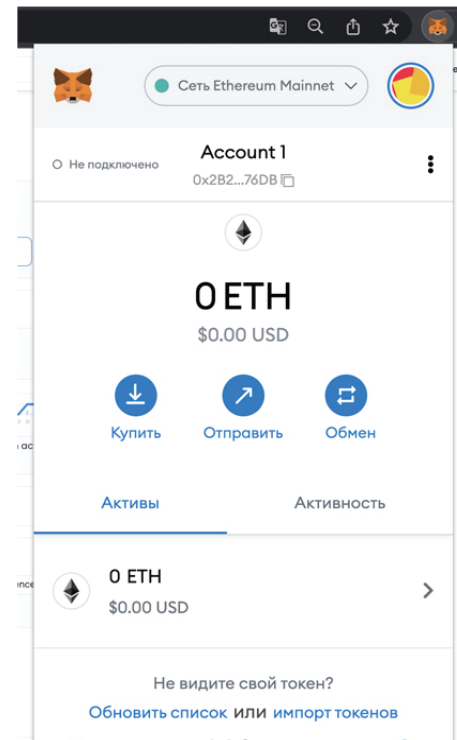 Сеть Ethereum Mainnet
Не подключено
Account 1
0x2B2...76DB
0 ETH
$0.00 USD
Купить
Отправить
Обмен
Активы
Активность
0 ETH
$0.00 USD
Не видите свой токен?
Обновить список или импорт токенов